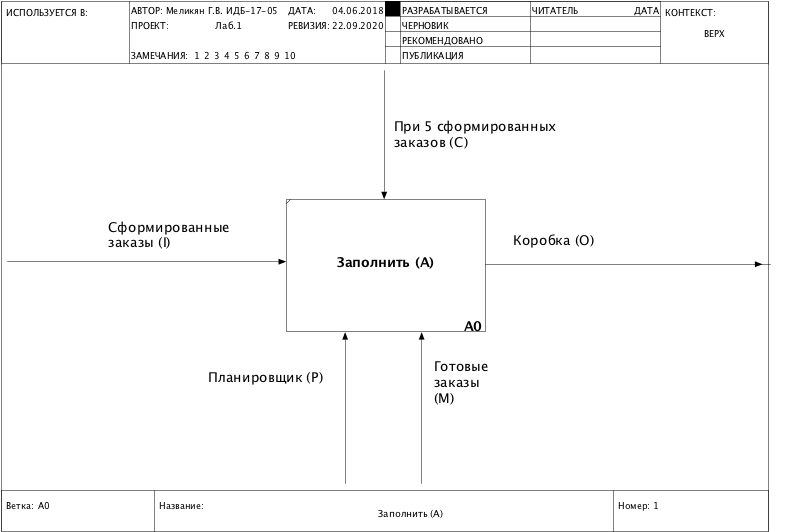 ИСПОЛЬЗУЕТСЯ В:
АВТОР: Меликян Г.В. ИДБ-17-05 ДАТА: 04.06.2018
ПРОЕКТ: Лаб.1 РЕВИЗИЯ: 22.09.2020
ЗАМЕЧАНИЯ: 1 2 3 4 5 6 7 8 9 10
РАЗРАБАТЫВАЕТСЯ
ЧЕРНОВИК
РЕКОМЕНДОВАНО
ПУБЛИКАЦИЯ
ЧИТАТЕЛЬ ДАТА
КОНТЕКСТ:
ВЕРХ
При 5 сформированных
заказов (C)
Сформированные
заказы (I)
Заполнить (A)
A0
Коробка (O)
Планировщик (P)
Готовые
заказы
(M)
Ветка: A0
Название:
Заполнить (A)
Номер: 1